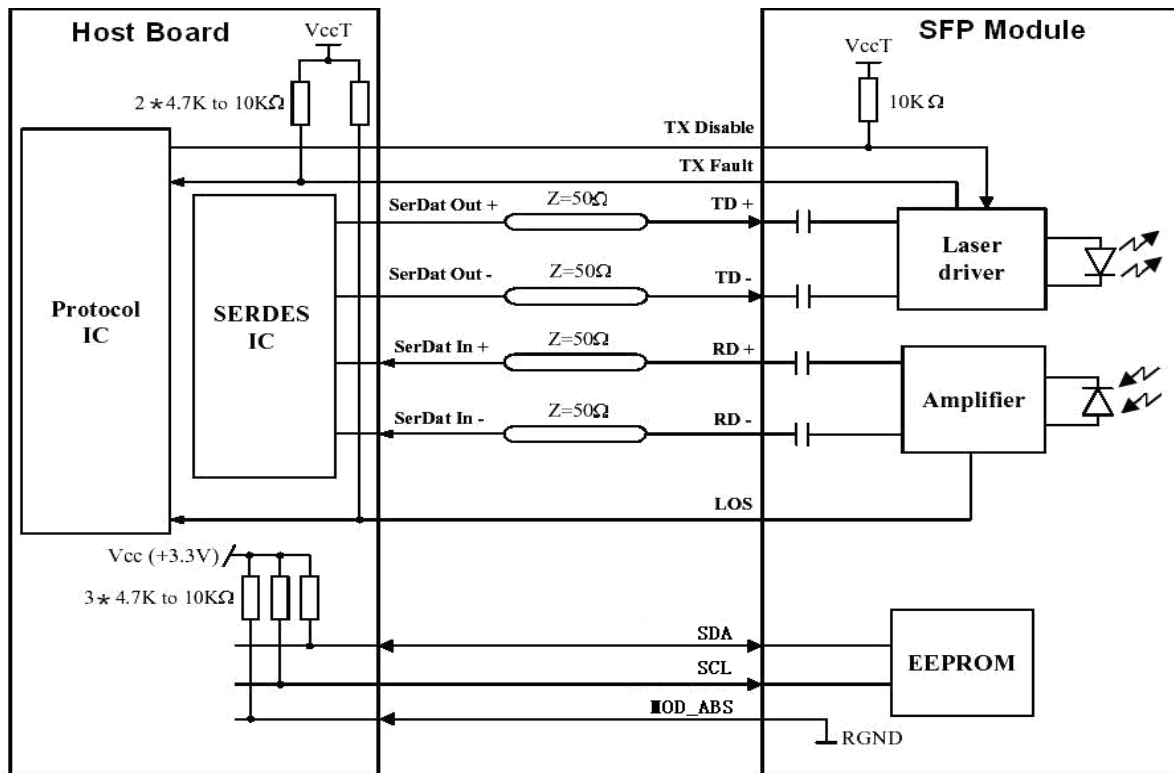 Host Board
SFP Module
VccT
VccT
2*4.7K to 10KΩ
10KΩ
TX Disable
TX Fault
SerDat Out +
Z=50Ω
TD +
Laser
driver
SerDat Out -
Z=50Ω
TD -
Protocol
IC
SERDES
IC
SerDat In +
Z=50Ω
RD +
Amplifier
SerDat In -
Z=50Ω
RD -
LOS
Vcc (+3.3V)
3*4.7K to 10KΩ
SDA
EEPROM
SCL
MOD_ABS
RGND